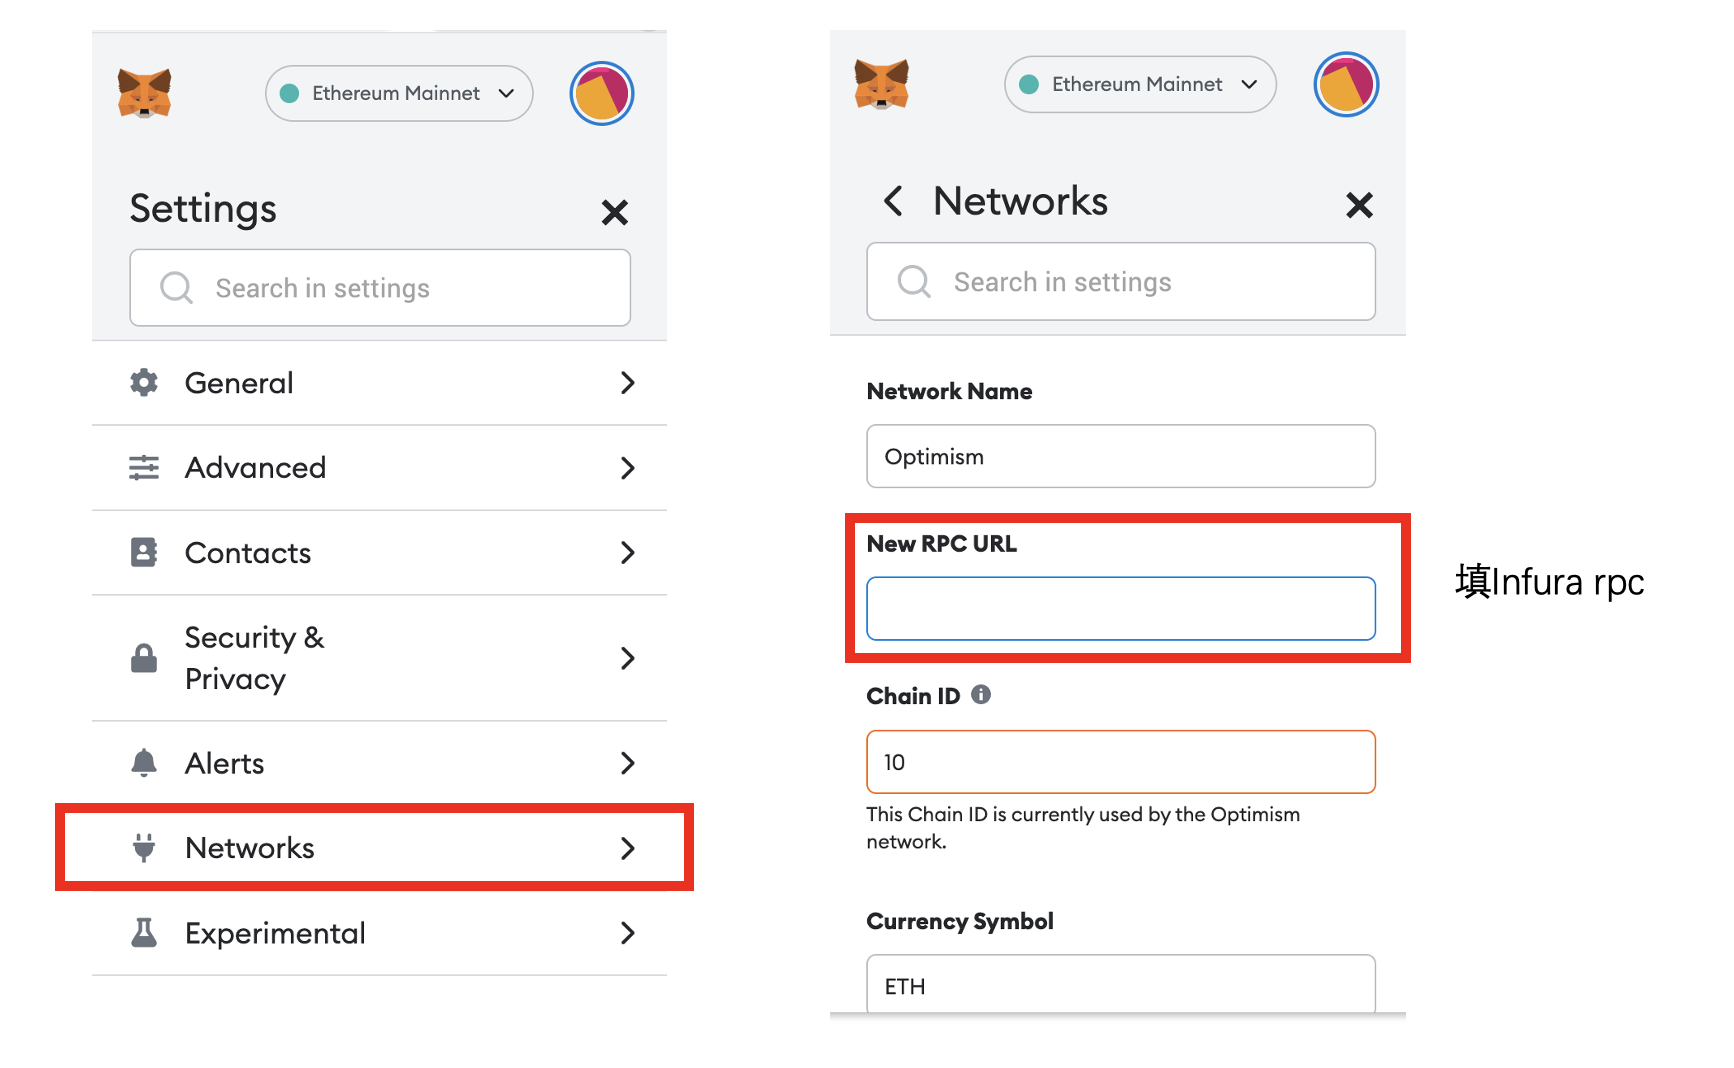 Ethereum Mainnet
Settings
Search in settings
General
Advanced
Contacts
Security &
Privacy
Alerts
Networks
Experimental
Ethereum Mainnet
Networks
Search in settings
Network Name
Optimism
New RPC URL
填Infura rpc
Chain ID
10
This Chain ID is currently used by the Optimism
network.
Currency Symbol
ETH